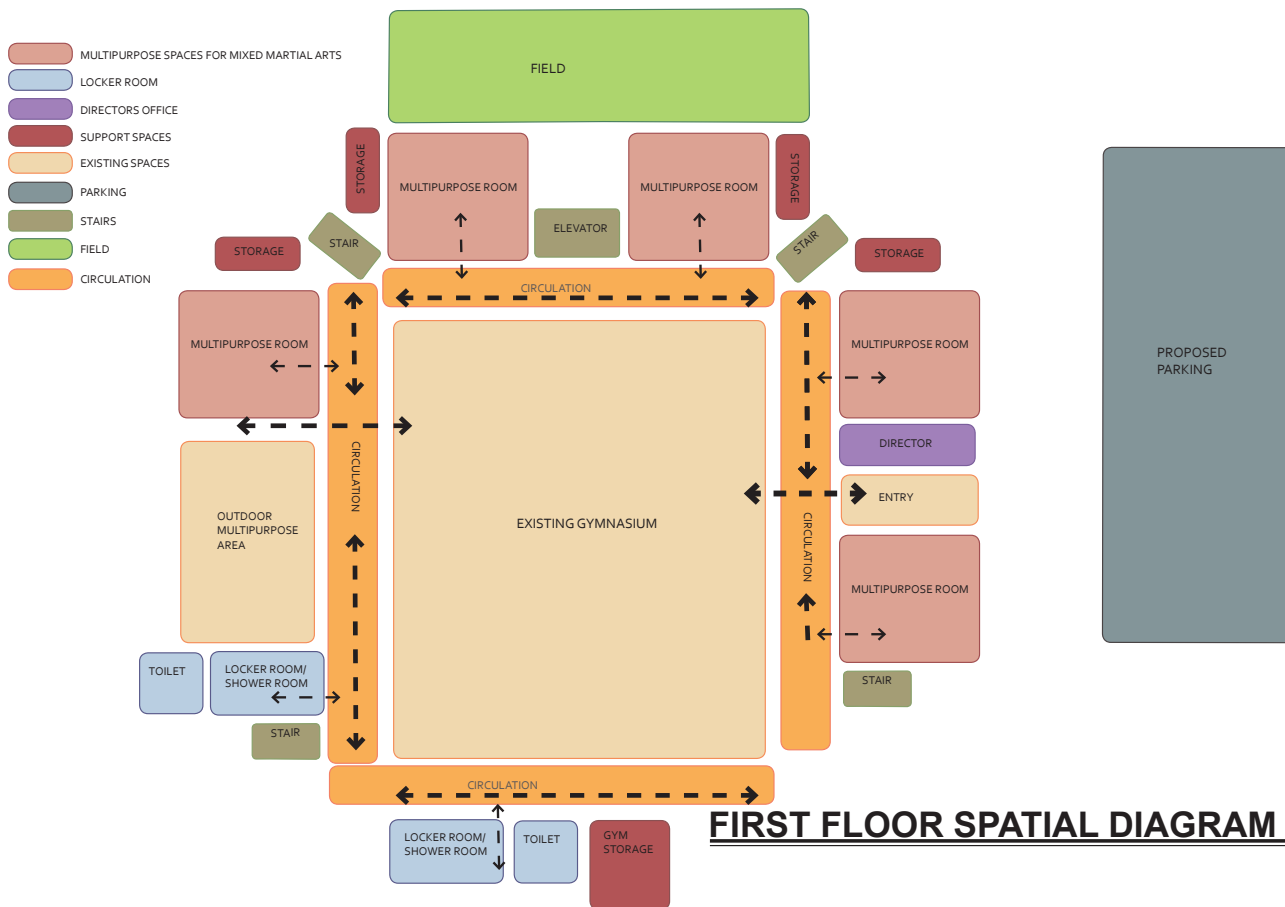 MULTIPURPOSE SPACES FOR MIXED MARTIAL ARTS
LOCKER ROOM
DIRECTORS OFFICE
SUPPORT SPACES
EXISTING SPACES
PARKING
STAIRS
FIELD
CIRCULATION
FIELD
STORAGE
MULTIPURPOSE ROOM
MULTIPURPOSE ROOM
STORAGE
STORAGE
STAIR
ELEVATOR
STAIR
STORAGE
CIRCULATION
MULTIPURPOSE ROOM
MULTIPURPOSE ROOM
PROPOSED
PARKING
CIRCULATION
DIRECTOR
ENTRY
OUTDOOR
MULTIPURPOSE
AREA
EXISTING GYMNASIUM
CIRCULATION
MULTIPURPOSE ROOM
TOILET
LOCKER ROOM/
SHOWER ROOM
STAIR
STAIR
CIRCULATION
LOCKER ROOM/
SHOWER ROOM
TOILET
GYM
STORAGE
FIRST FLOOR SPATIAL DIAGRAM